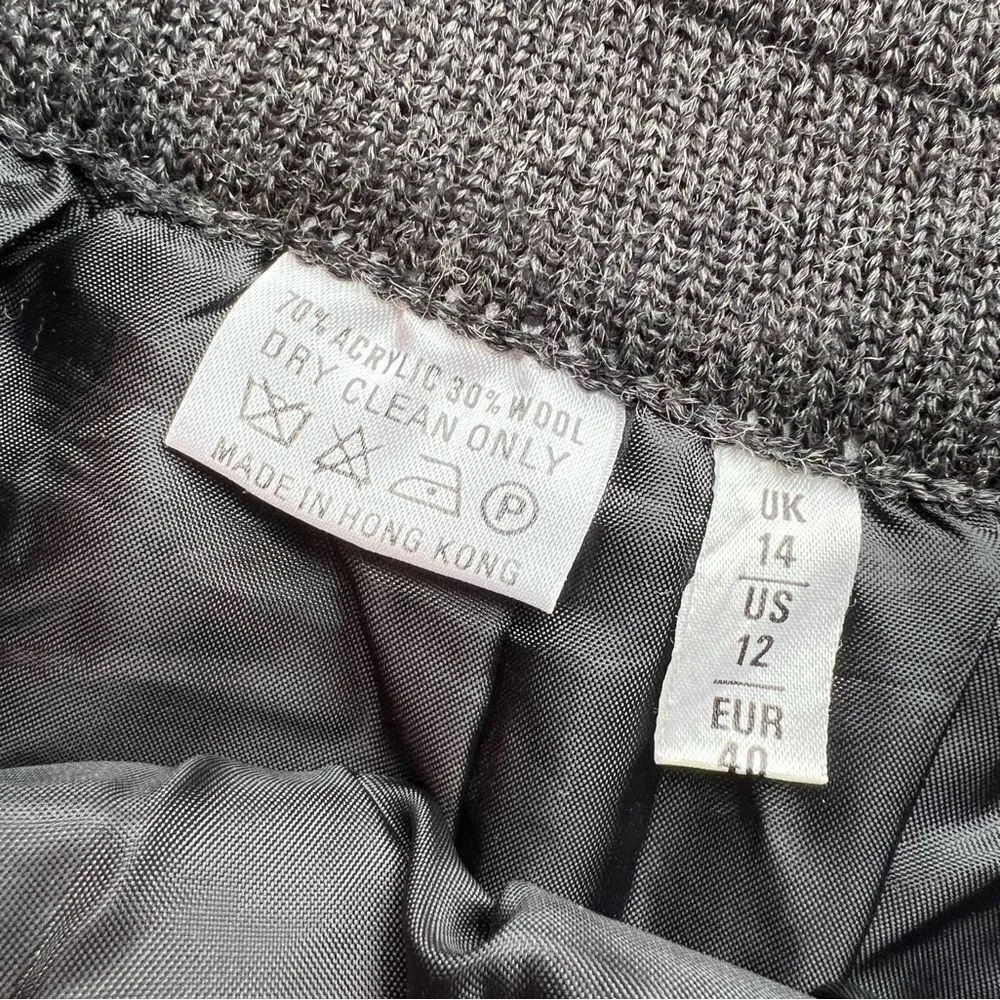 70% ACRYLIC 30% WOOL
DRY CLEAN ONLY
P
MADE IN HONG KONG
UK
14
US
12
EUR
40